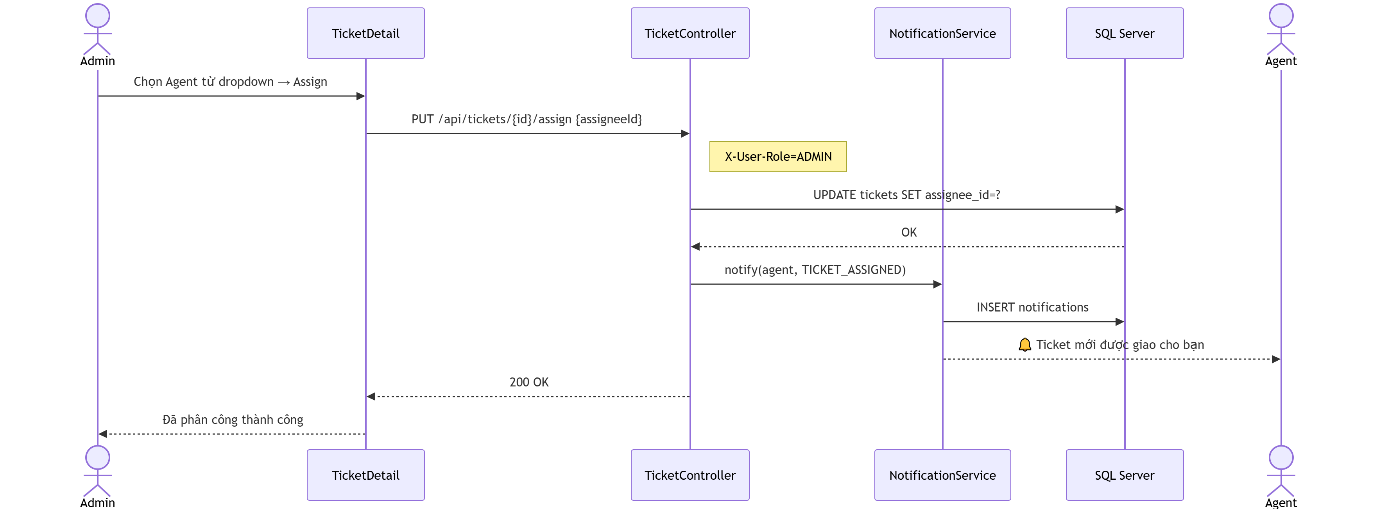 Admin
TicketDetail
TicketController
NotificationService
SQL Server
Agent
Chọn Agent từ dropdown → Assign
PUT /api/tickets/{id}/assign {assigneeId}
X-User-Role=ADMIN
UPDATE tickets SET assignee_id=?
OK
notify(agent, TICKET_ASSIGNED)
INSERT notifications
🔔 Ticket mới được giao cho bạn
200 OK
Đã phân công thành công
Admin
TicketDetail
TicketController
NotificationService
SQL Server
Agent